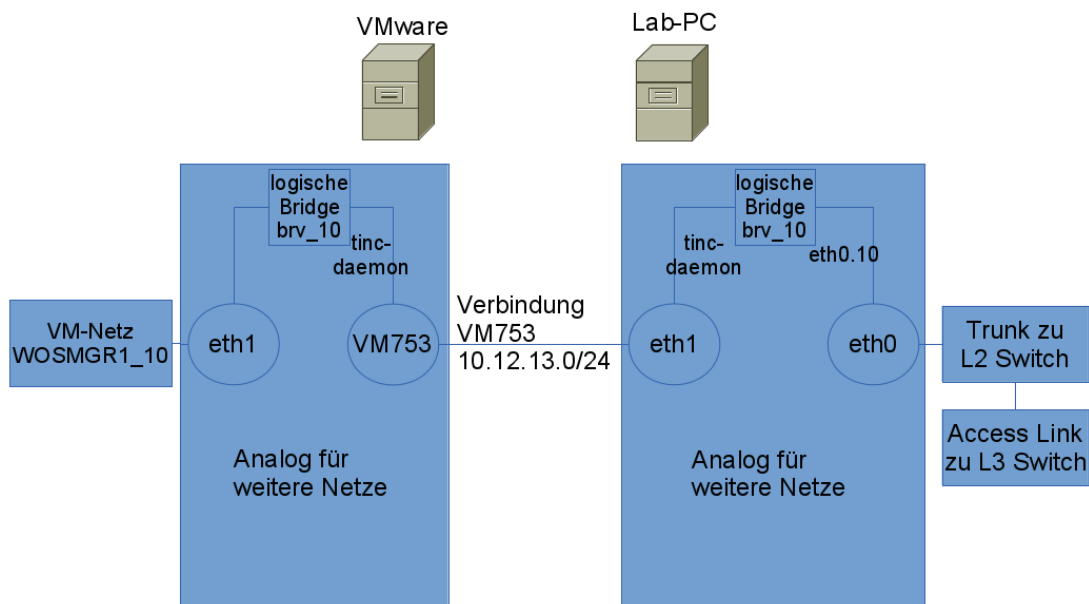 VMware
Lab-PC
logische
Bridge
brv_10
tinc-
daemon
eth1
VM753
VM-Netz
WOSMGR1_10
Analog für
weitere Netze
Verbindung
VM753
10.12.13.0/24
logische
Bridge
brv_10
tinc-
daemon
eth0.10
eth1
eth0
Analog für
weitere Netze
Trunk zu
L2 Switch
Access Link
zu L3 Switch